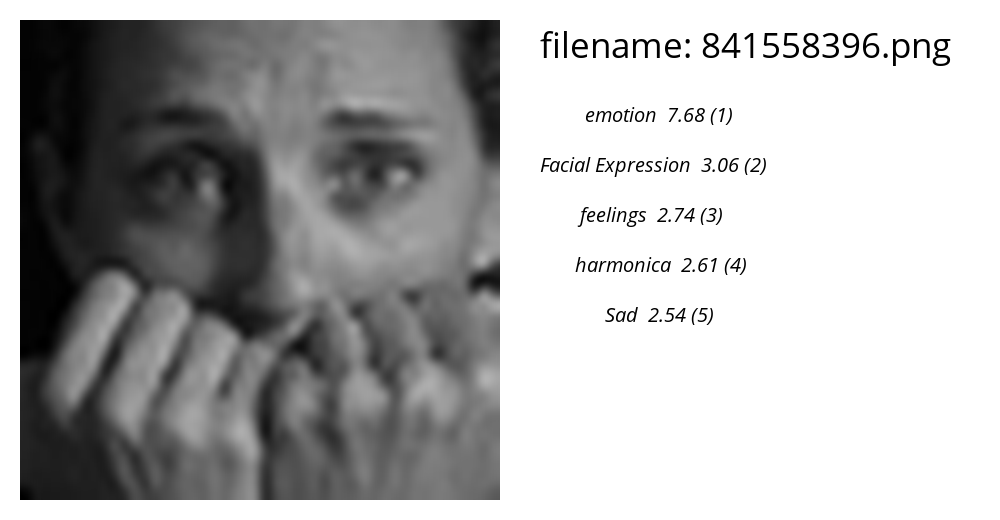 filename: 841558396.png
emotion 7.68 (1)
Facial Expression 3.06 (2)
feelings 2.74 (3)
harmonica 2.61 (4)
Sad 2.54 (5)